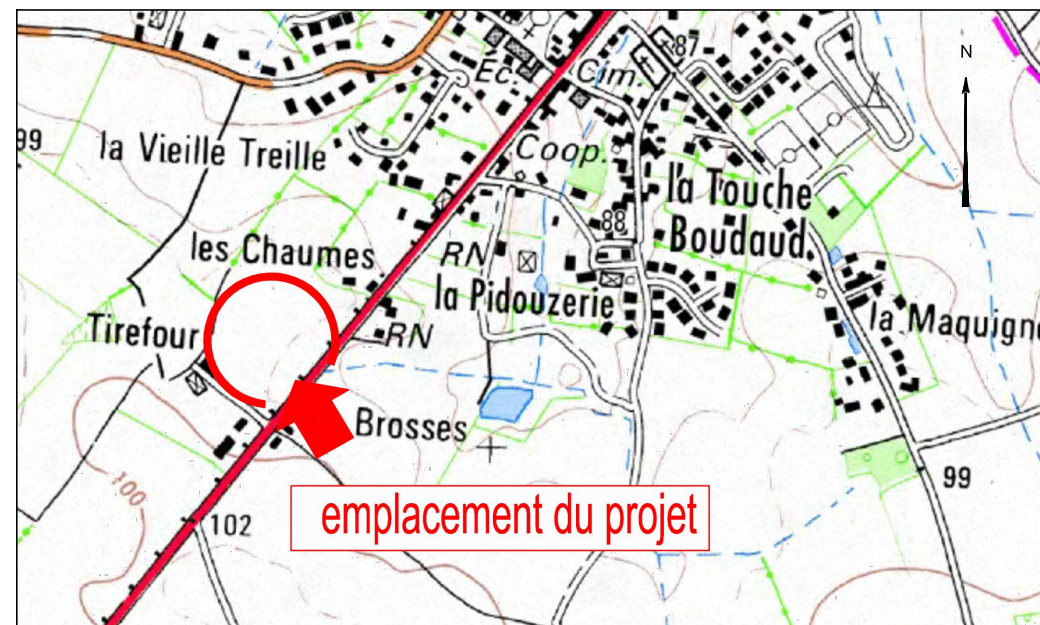 87
N
Éc.
Cim.
99
la Vieille Treille
Coop.
la Touche
Boudaud
88
les Chaumes
RN
la Pidouzerie
Tirefour
RN
la Maquign
Brosses
100
99
102
emplacement du projet